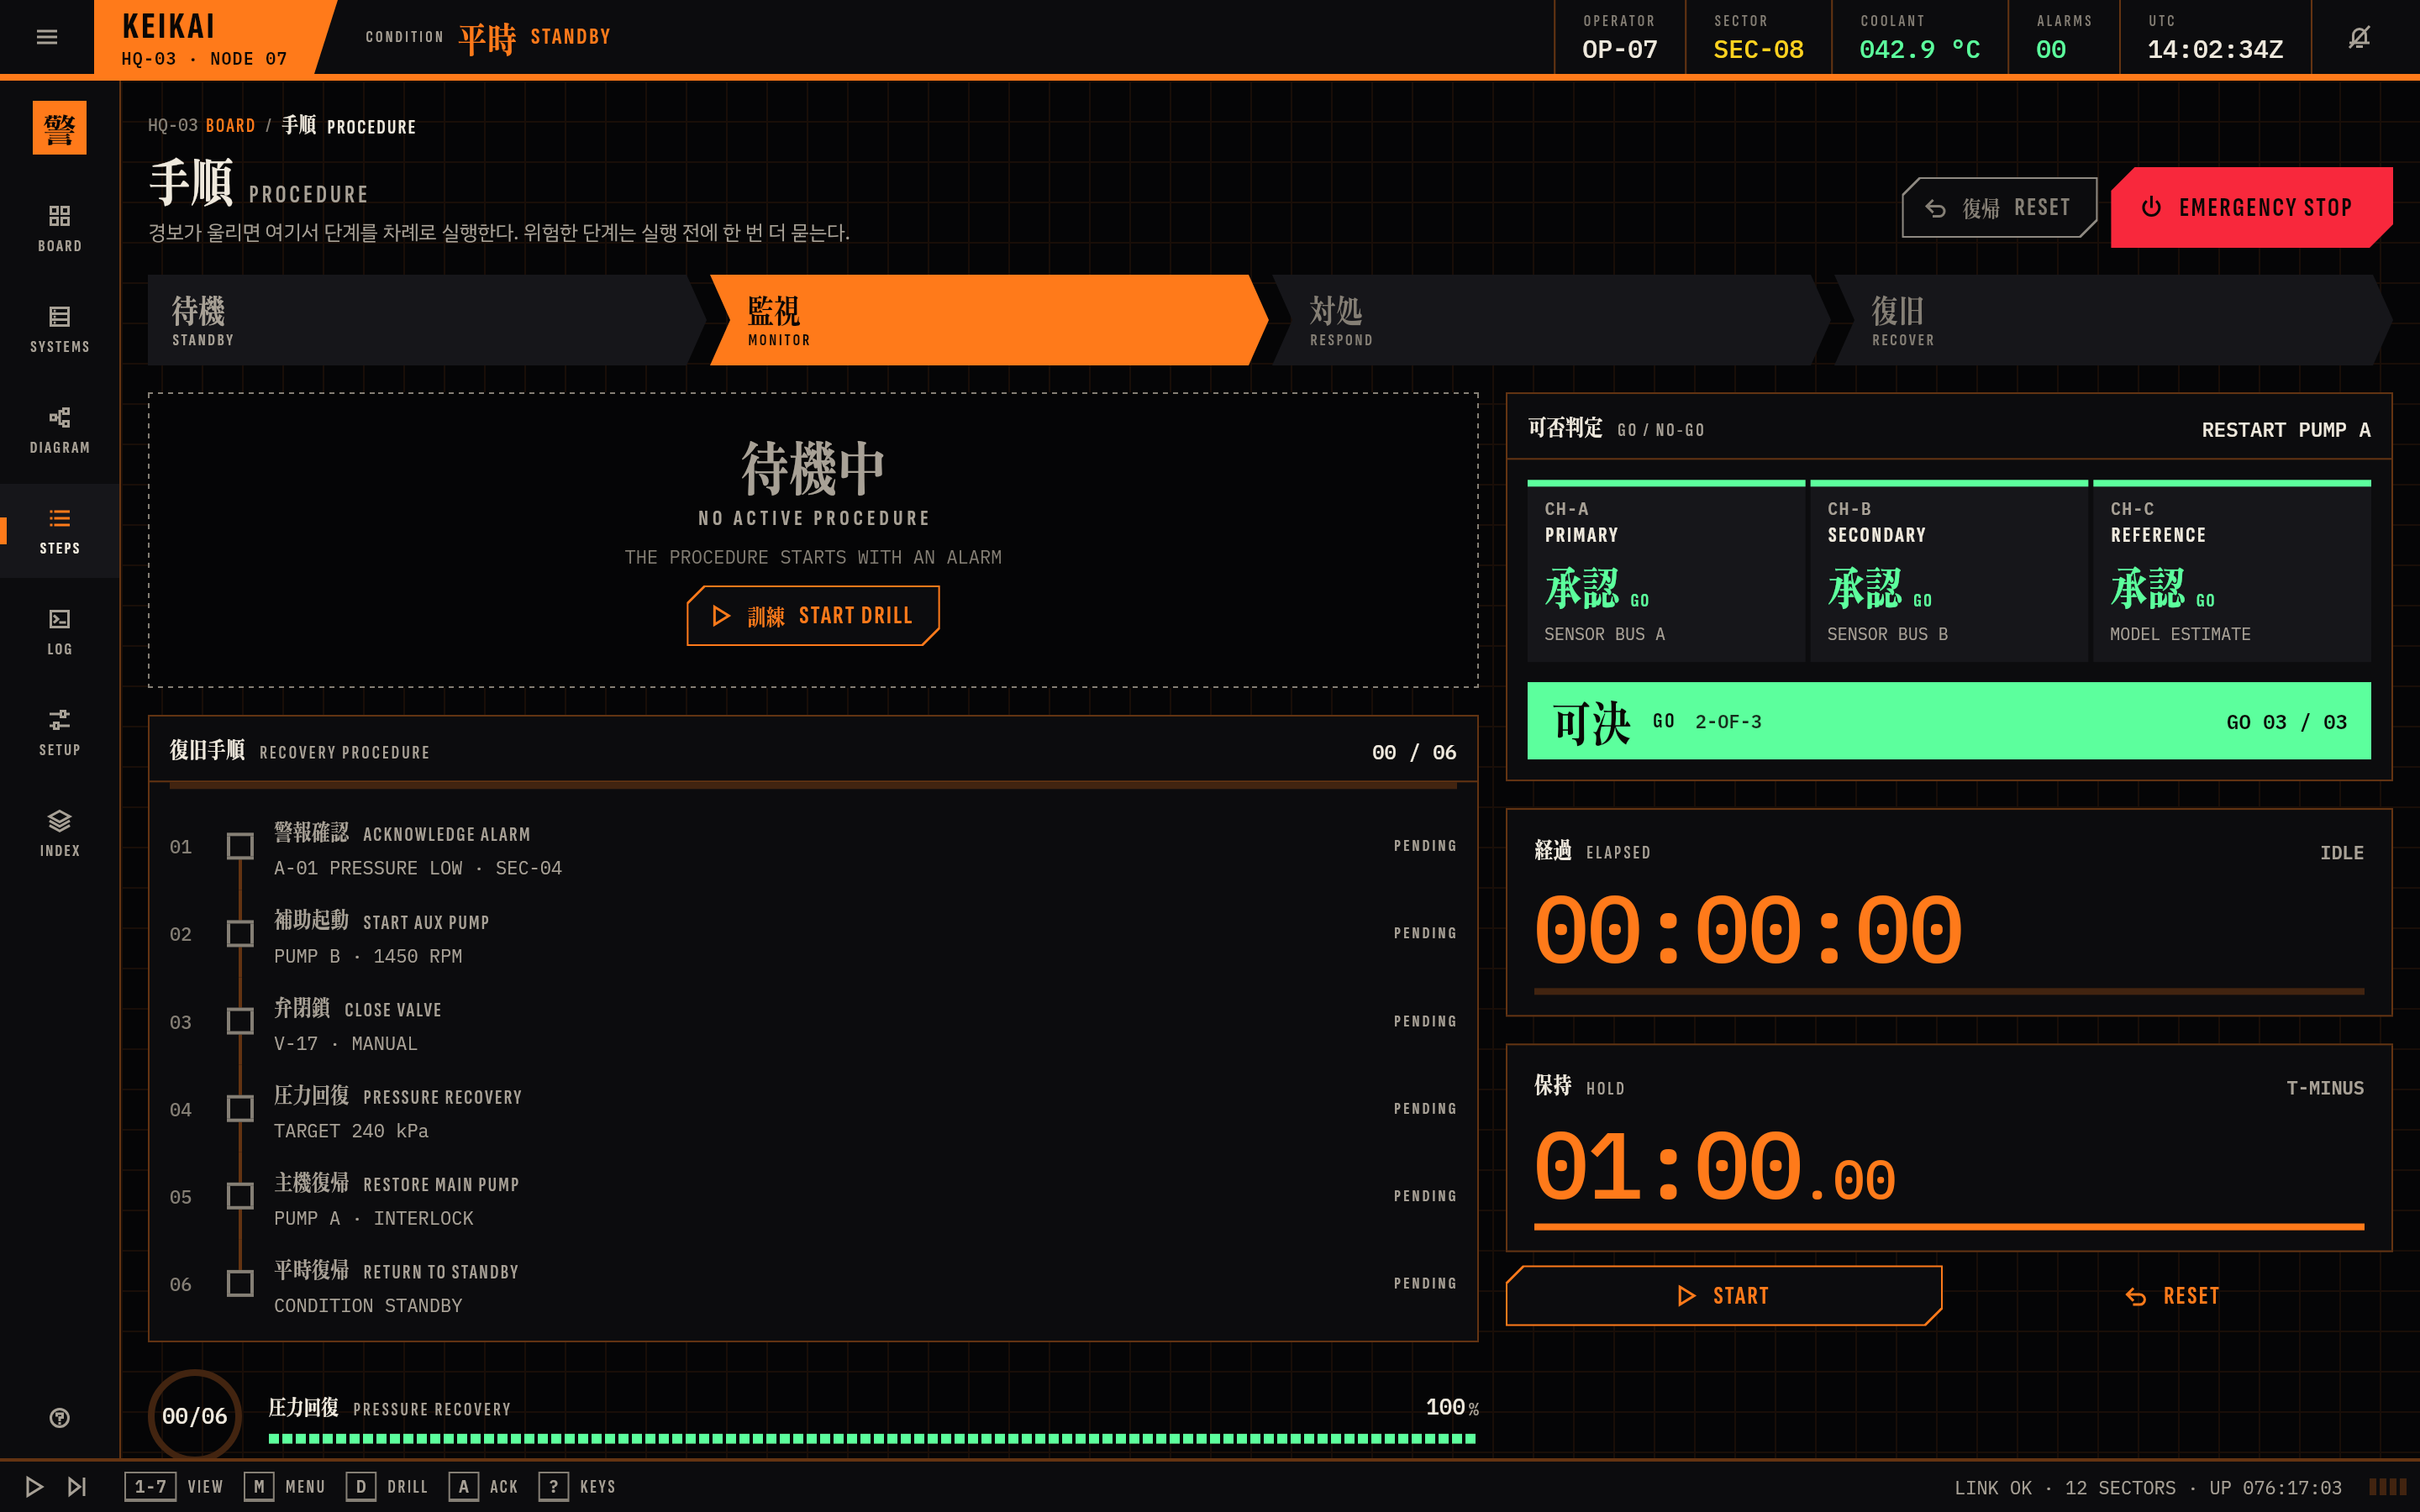 KEIKAI
HQ-03 · NODE 07
CONDITION 平時 STANDBY
OPERATOR
OP-07
SECTOR
SEC-08
COOLANT
042.9 °C
ALARMS
00
UTC
14:02:34Z
警
BOARD
SYSTEMS
DIAGRAM
STEPS
LOG
SETUP
INDEX
HQ-03 BOARD / 手順 PROCEDURE
手順 PROCEDURE
경보가 울리면 여기서 단계를 차례로 실행한다. 위험한 단계는 실행 전에 한 번 더 묻는다.
復帰 RESET
EMERGENCY STOP
待機
STANDBY
監視
MONITOR
対処
RESPOND
復旧
RECOVER
待機中
NO ACTIVE PROCEDURE
THE PROCEDURE STARTS WITH AN ALARM
訓練 START DRILL
復旧手順 RECOVERY PROCEDURE
00 / 06
01 警報確認 ACKNOWLEDGE ALARM
A-01 PRESSURE LOW · SEC-04
PENDING
02 補助起動 START AUX PUMP
PUMP B · 1450 RPM
PENDING
03 弁閉鎖 CLOSE VALVE
V-17 · MANUAL
PENDING
04 圧力回復 PRESSURE RECOVERY
TARGET 240 kPa
PENDING
05 主機復帰 RESTORE MAIN PUMP
PUMP A · INTERLOCK
PENDING
06 平時復帰 RETURN TO STANDBY
CONDITION STANDBY
PENDING
00/06
圧力回復 PRESSURE RECOVERY
100%
可否判定 GO / NO-GO
RESTART PUMP A
CH-A
PRIMARY
承認 GO
SENSOR BUS A
CH-B
SECONDARY
承認 GO
SENSOR BUS B
CH-C
REFERENCE
承認 GO
MODEL ESTIMATE
可決 GO 2-OF-3
GO 03 / 03
経過 ELAPSED
IDLE
00:00:00
保持 HOLD
T-MINUS
01:00.00
START
RESET
1-7 VIEW M MENU D DRILL A ACK ? KEYS
LINK OK · 12 SECTORS · UP 076:17:03